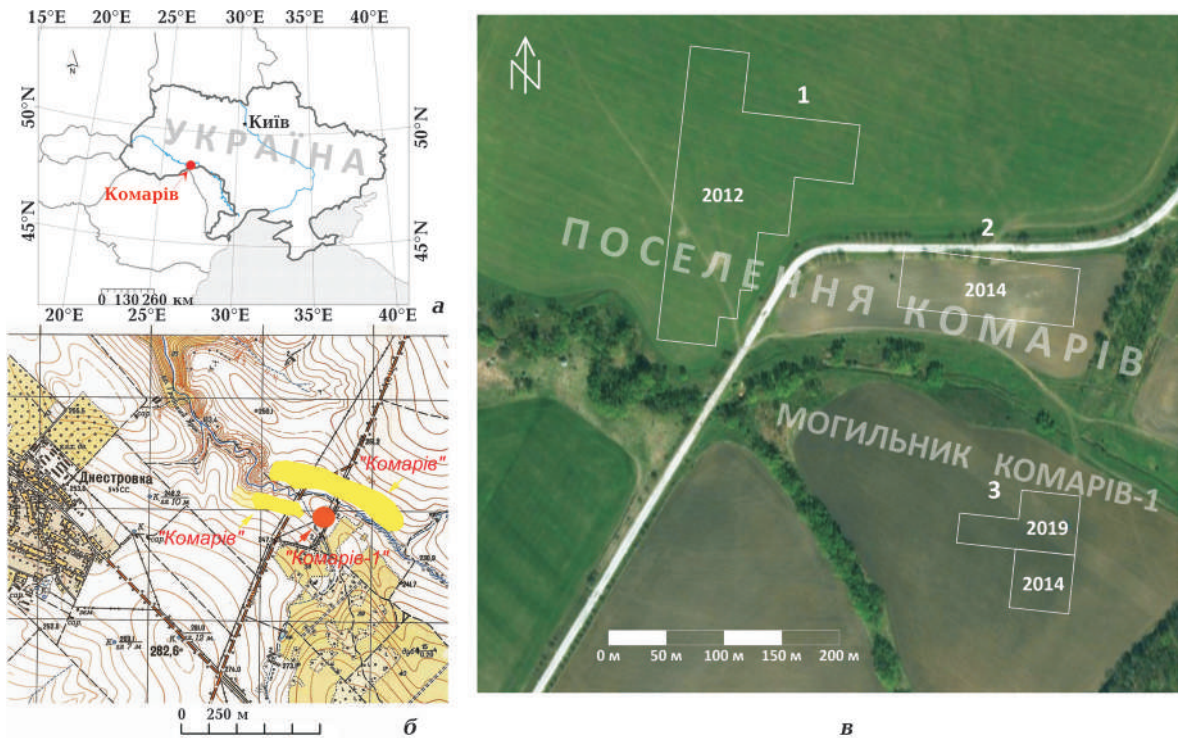 15°E 20°E 25°E 30°E 35°E 40°E
N
50°N
45°N
50°N
45°N
УКРАЇНА
Київ
Комарів
0 130 260 км
а
20°E 25°E 30°E 35°E 40°E
Днестровка
"Комарів"
"Комарів"
"Комарів-1"
282,6
0 250 м
б
N
1
2012
2
2014
ПОСЕЛЕННЯ КОМАРІВ
МОГИЛЬНИК КОМАРІВ-1
3
2019
2014
0 м 50 м 100 м 150 м 200 м
в